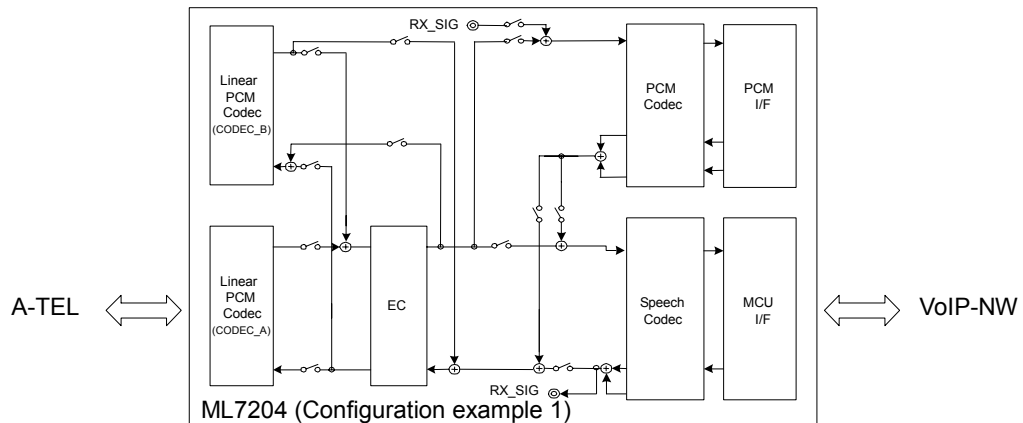 RX_SIG
Linear
PCM
Codec
(CODEC_B)
PCM
Codec
PCM
I/F
A-TEL
Linear
PCM
Codec
(CODEC_A)
EC
Speech
Codec
MCU
I/F
VoIP-NW
RX_SIG
ML7204 (Configuration example 1)